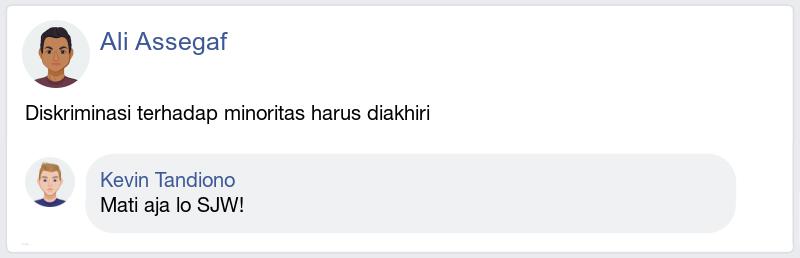 Ali Assegaf
Diskriminasi terhadap minoritas harus diakhiri
Kevin Tandiono
Mati aja lo SJW!